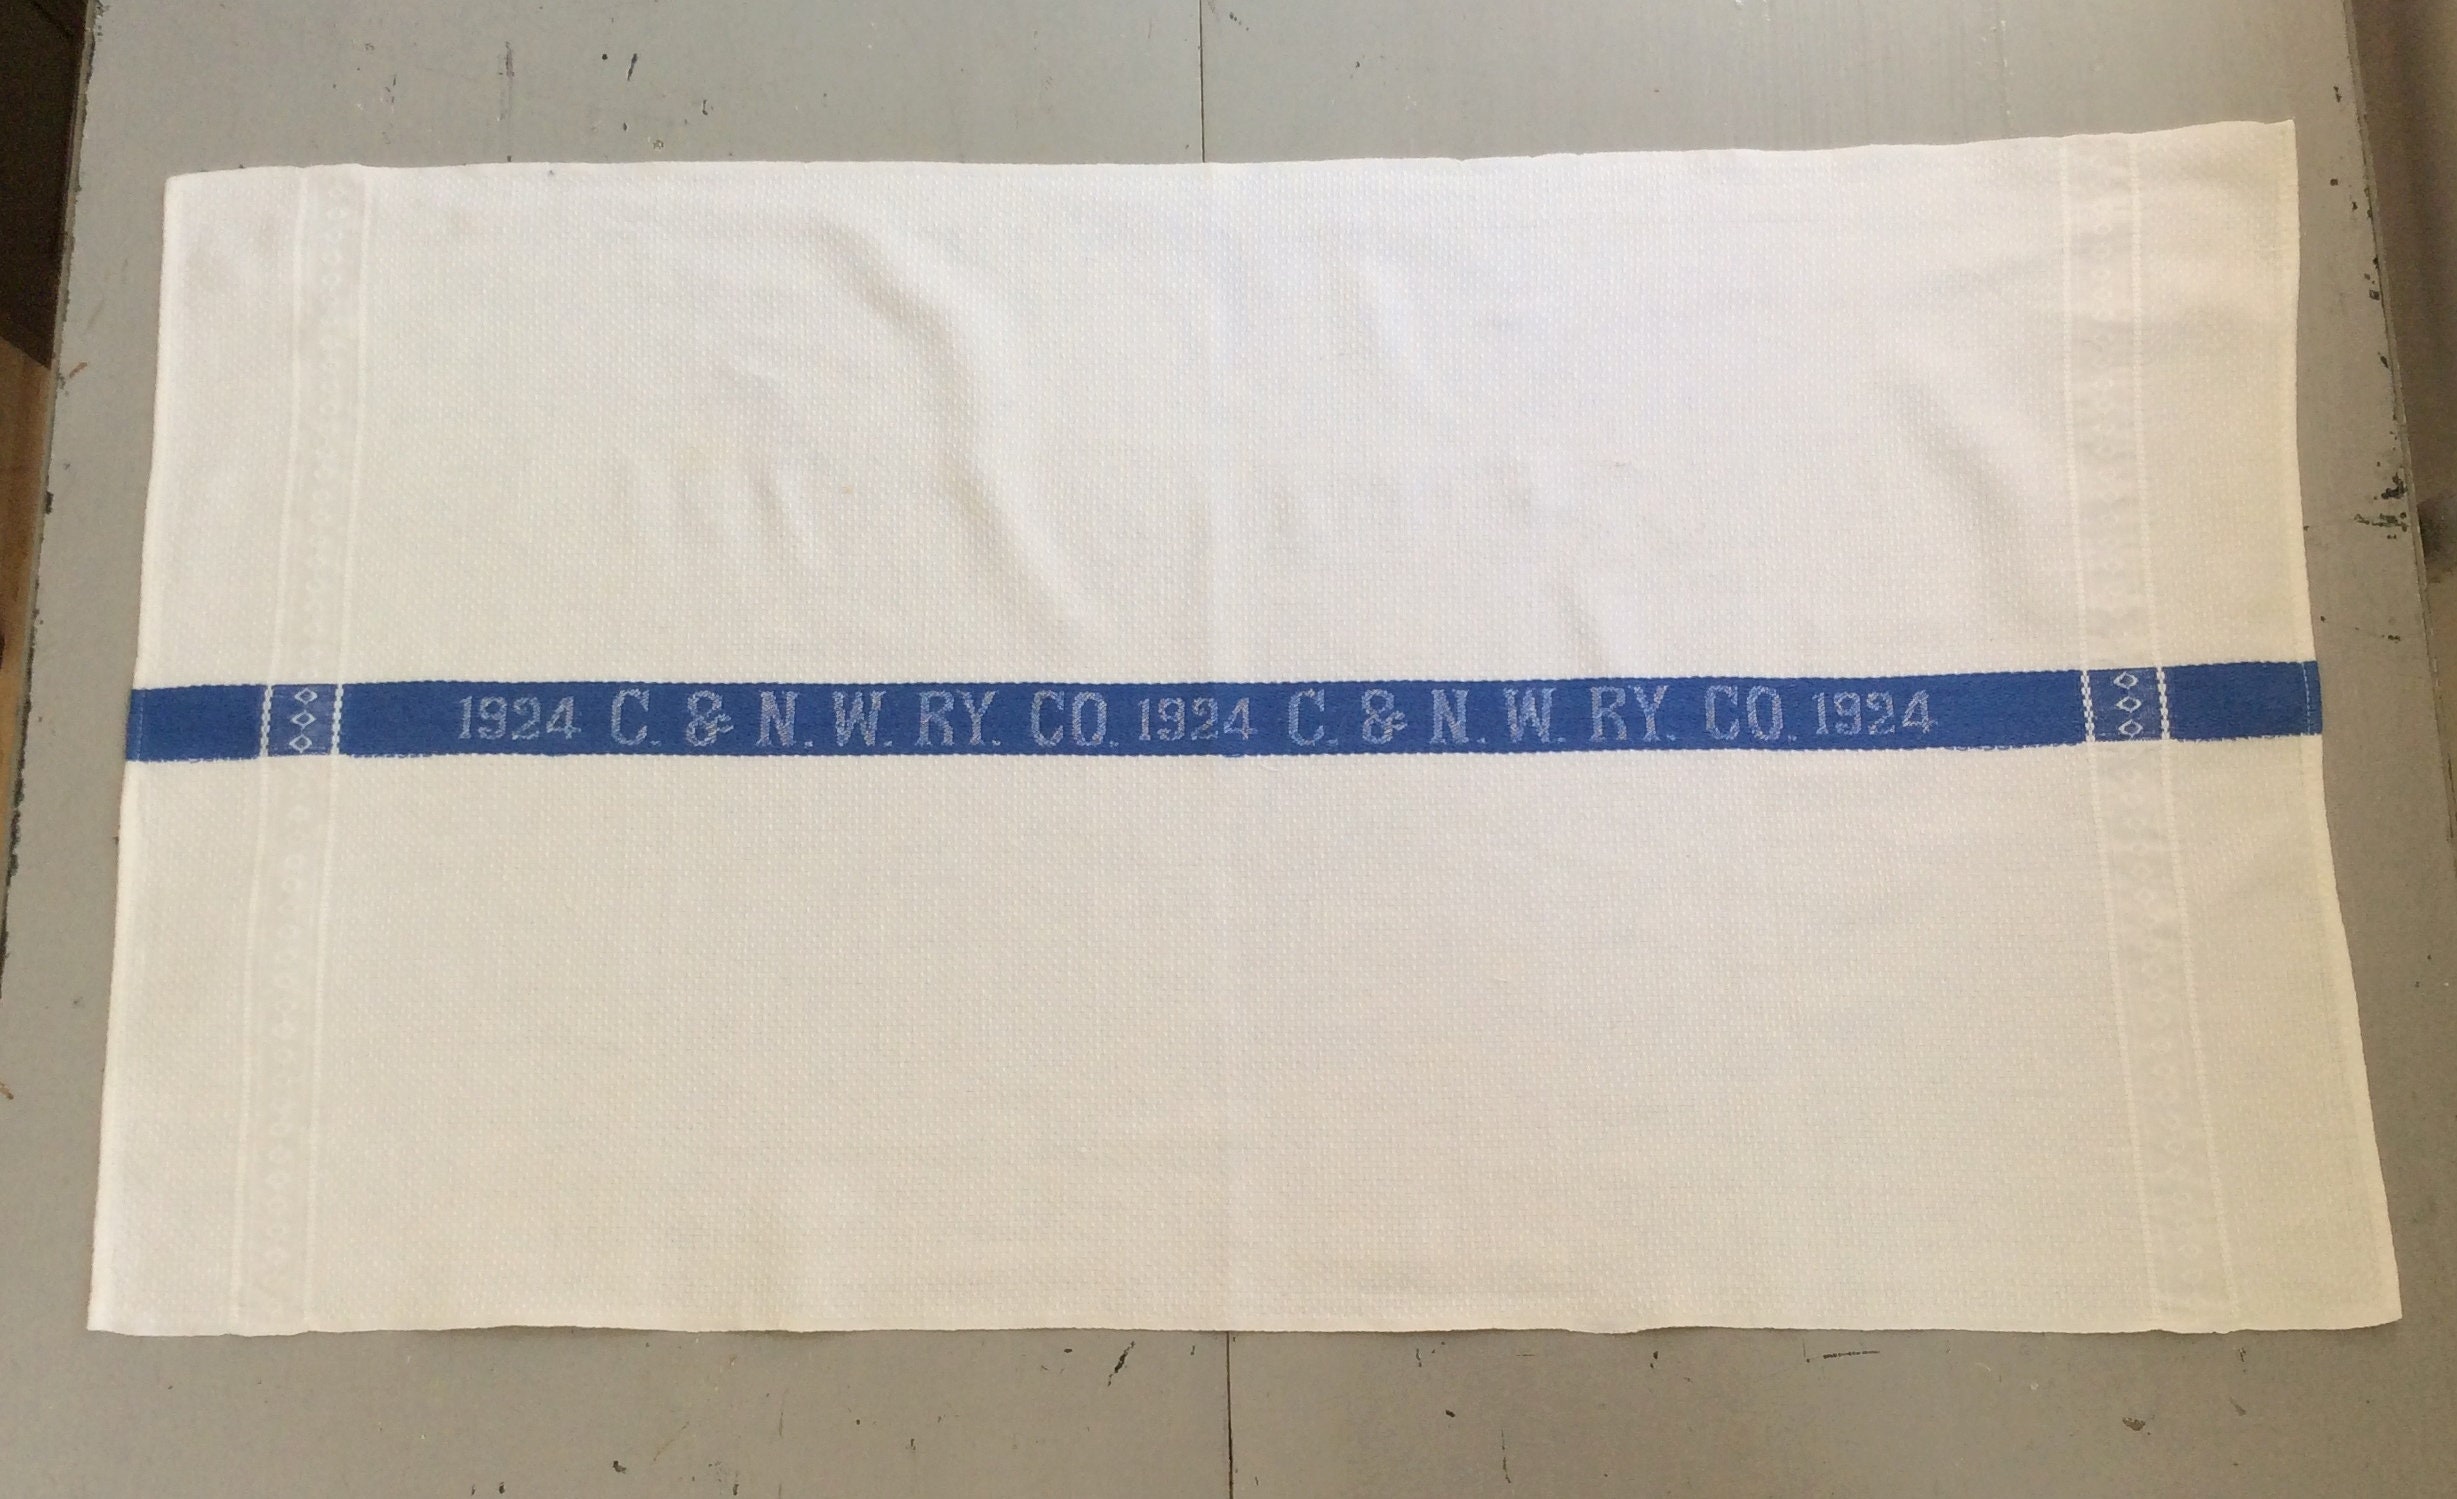 1924 C. & N. W. RY. CO. 1924 C. & N. W. RY. CO. 1924